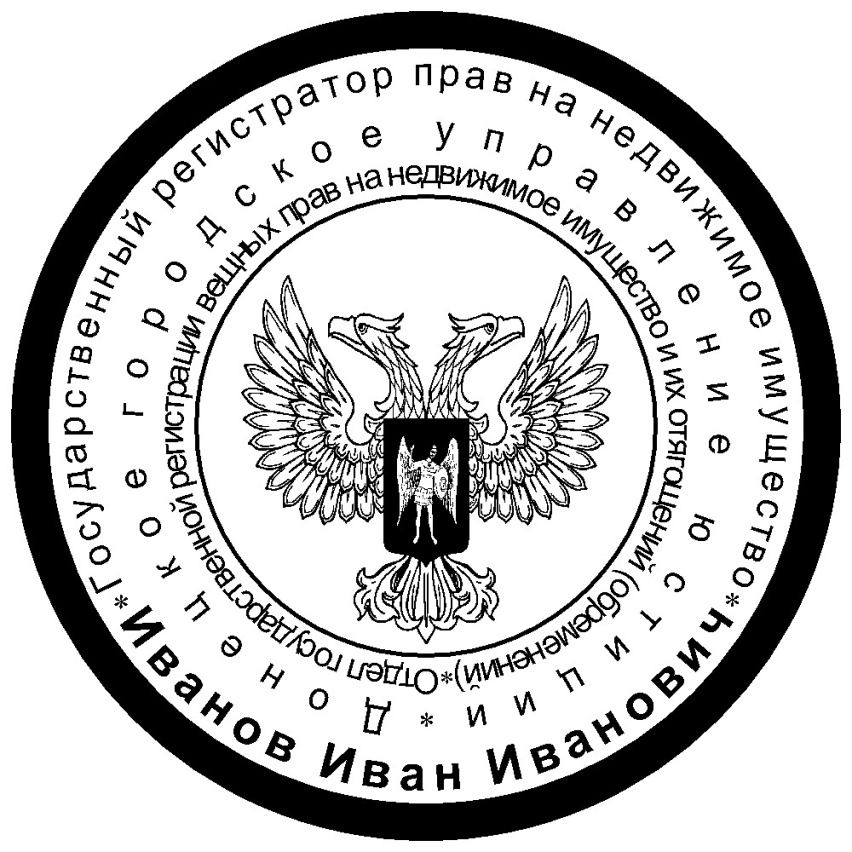 *Государственный регистратор прав на недвижимое имущество*
Иванов Иван Иванович
Донецкое городское управление юстиции *
Отдел государственной регистрации вещных прав на недвижимое имущество и их отягощений (обременений)*